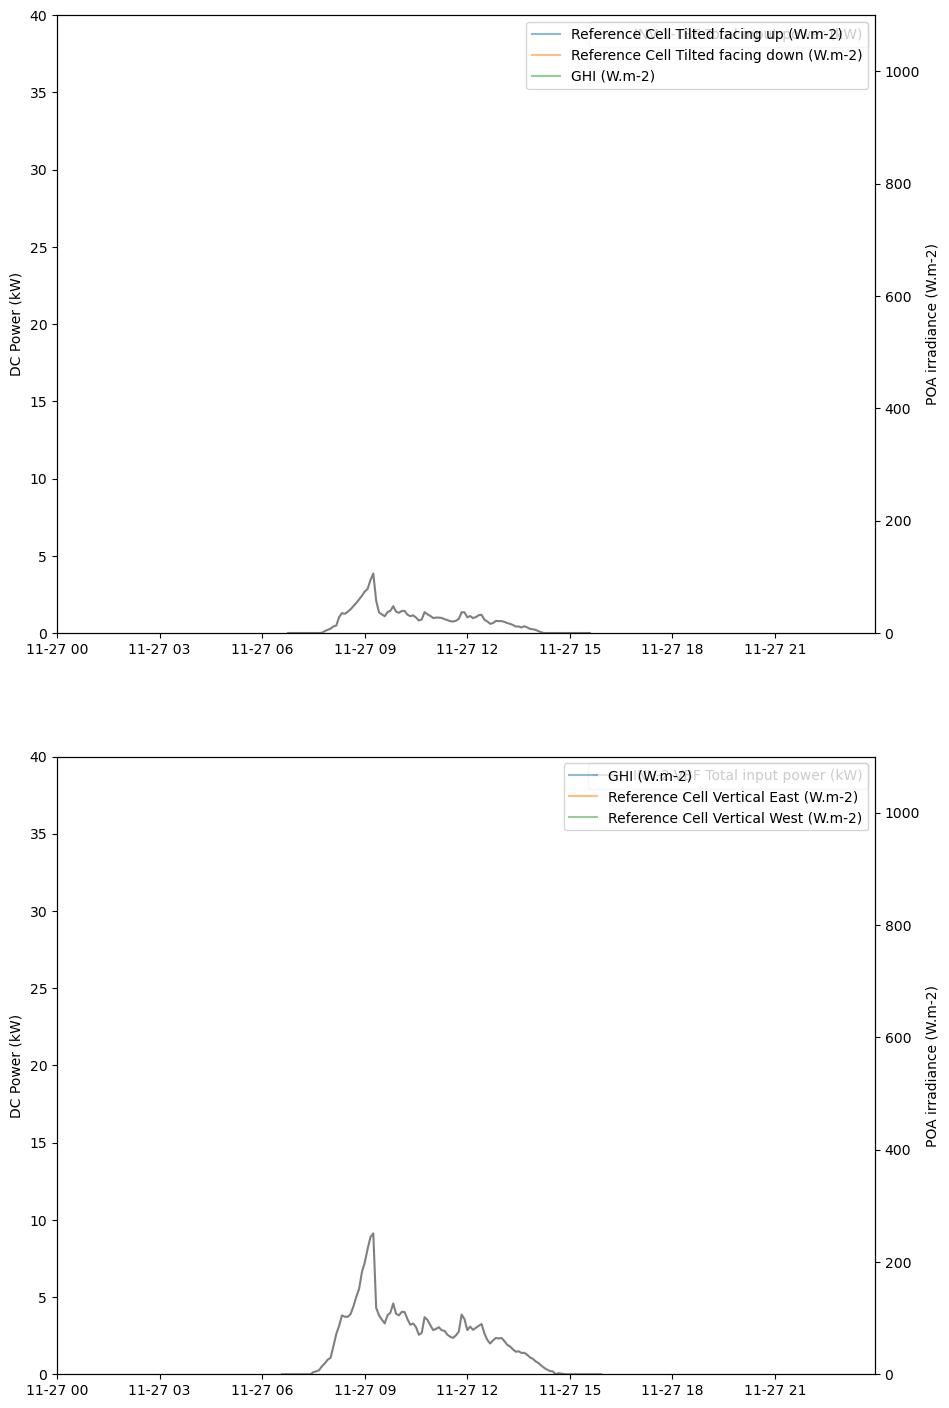 40
35
30
25
20
15
10
5
0
DC Power (kW)
Reference Cell Tilted facing up (W.m-2)
Reference Cell Tilted facing down (W.m-2)
GHI (W.m-2)
1000
800
600
400
200
0
POA irradiance (W.m-2)
11-27 00 11-27 03 11-27 06 11-27 09 11-27 12 11-27 15 11-27 18 11-27 21
40
35
30
25
20
15
10
5
0
DC Power (kW)
GHI (W.m-2) Total input power (kW)
Reference Cell Vertical East (W.m-2)
Reference Cell Vertical West (W.m-2)
1000
800
600
400
200
0
POA irradiance (W.m-2)
11-27 00 11-27 03 11-27 06 11-27 09 11-27 12 11-27 15 11-27 18 11-27 21